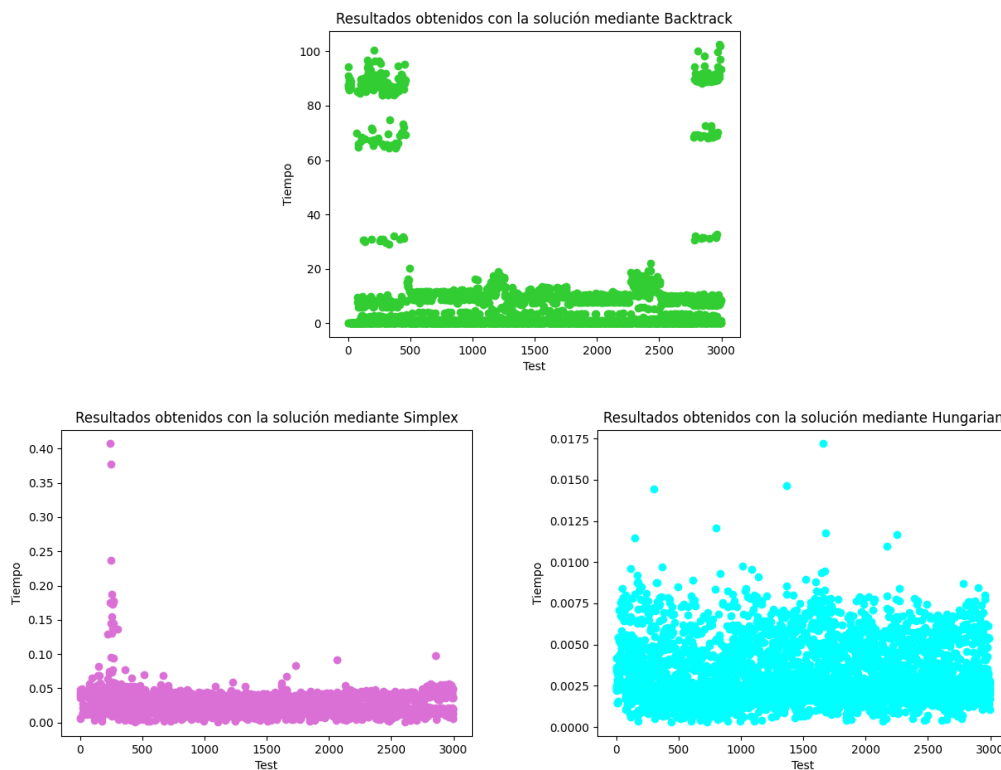 Resultados obtenidos con la solución mediante Backtrack
100
80
60
40
20
0
Tiempo
0 500 1000 1500 2000 2500 3000
Test
Resultados obtenidos con la solución mediante Simplex
0.40
0.35
0.30
0.25
0.20
0.15
0.10
0.05
0.00
Tiempo
0 500 1000 1500 2000 2500 3000
Test
Resultados obtenidos con la solución mediante Hungarian
0.0175
0.0150
0.0125
0.0100
0.0075
0.0050
0.0025
0.0000
Tiempo
0 500 1000 1500 2000 2500 3000
Test